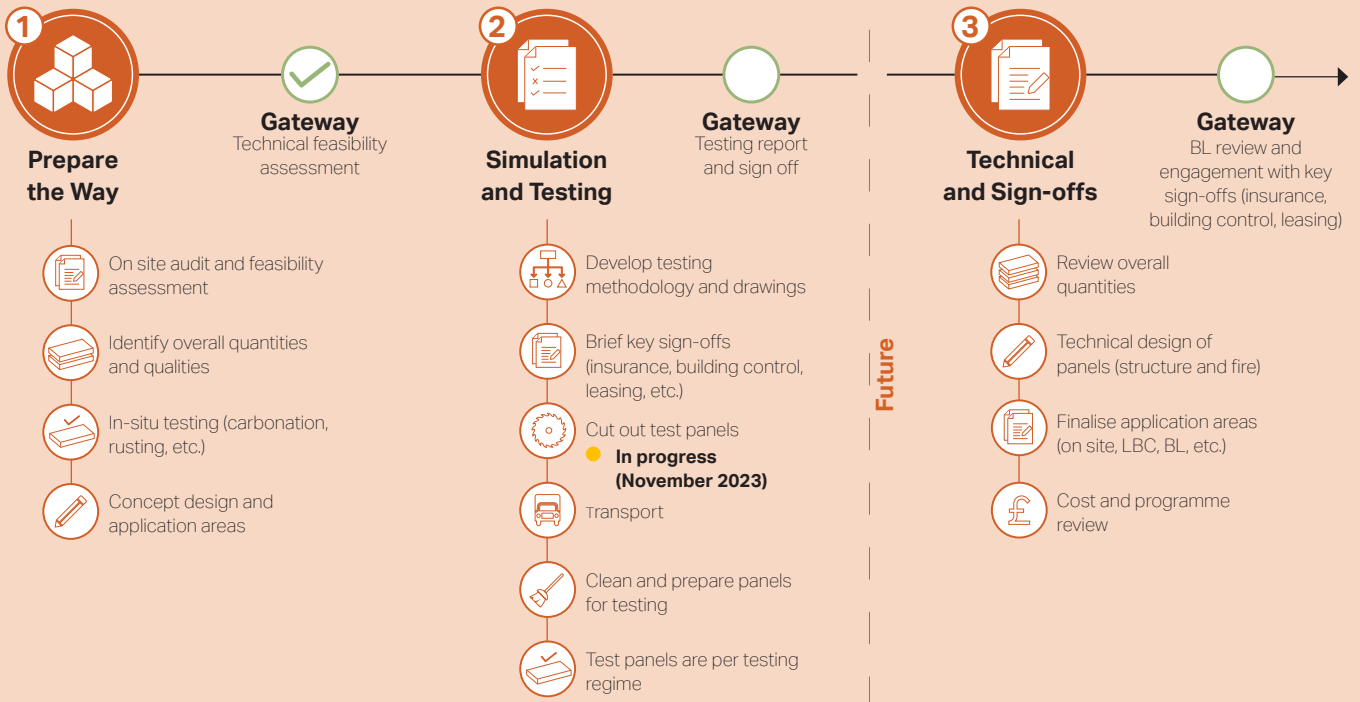 1
Prepare
the Way
Gateway
Technical feasibility
assessment
On site audit and feasibility
assessment
Identify overall quantities
and qualities
In-situ testing (carbonation,
rusting, etc.)
Concept design and
application areas
2
Simulation
and Testing
Gateway
Testing report
and sign off
Develop testing
methodology and drawings
Brief key sign-offs
(insurance, building control,
leasing, etc.)
Cut out test panels
In progress
(November 2023)
Transport
Clean and prepare panels
for testing
Test panels are per testing
regime
Future
3
Technical
and Sign-offs
Gateway
BL review and
engagement with key
sign-offs (insurance,
building control, leasing)
Review overall
quantities
Technical design of
panels (structure and fire)
Finalise application areas
(on site, LBC, BL, etc.)
£
Cost and programme
review